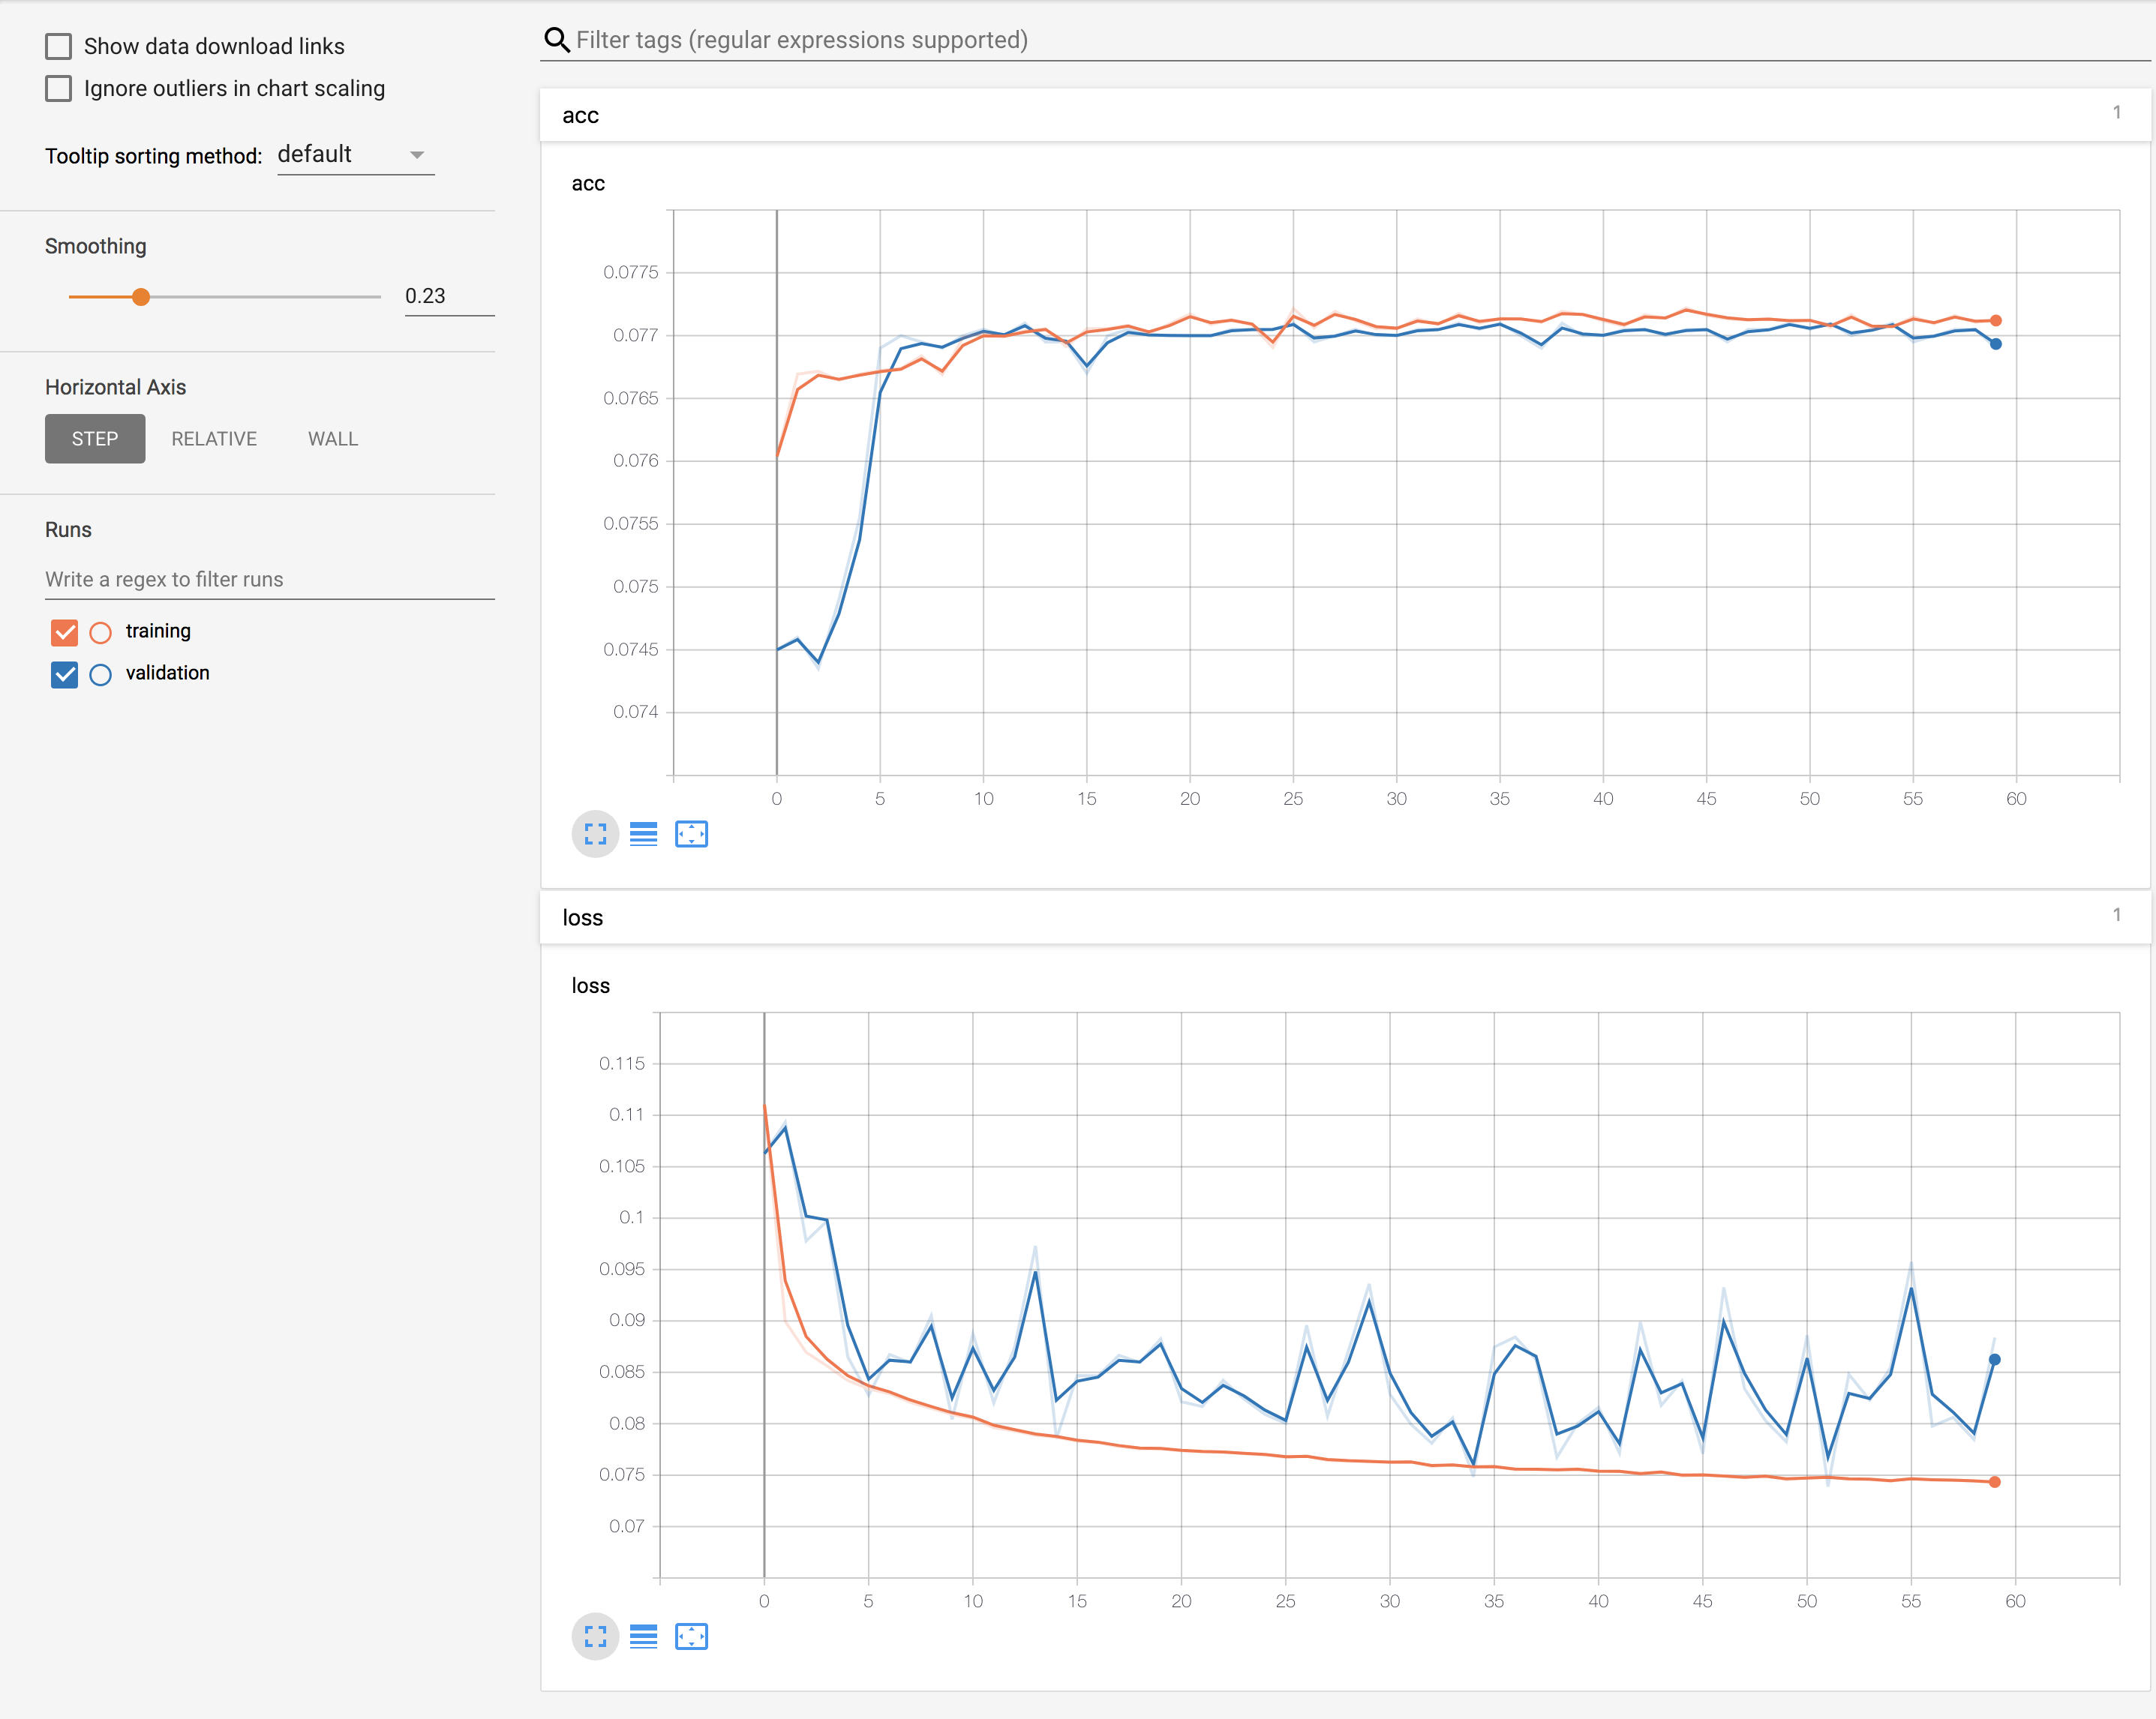 Show data download links
Ignore outliers in chart scaling
Tooltip sorting method: default
Smoothing
0.23
Horizontal Axis
STEP RELATIVE WALL
Runs
Write a regex to filter runs
training
validation
Filter tags (regular expressions supported)
acc 1
acc
0.0775
0.077
0.0765
0.076
0.0755
0.075
0.0745
0.074
0 5 10 15 20 25 30 35 40 45 50 55 60
loss 1
loss
0.115
0.11
0.105
0.1
0.095
0.09
0.085
0.08
0.075
0.07
0 5 10 15 20 25 30 35 40 45 50 55 60